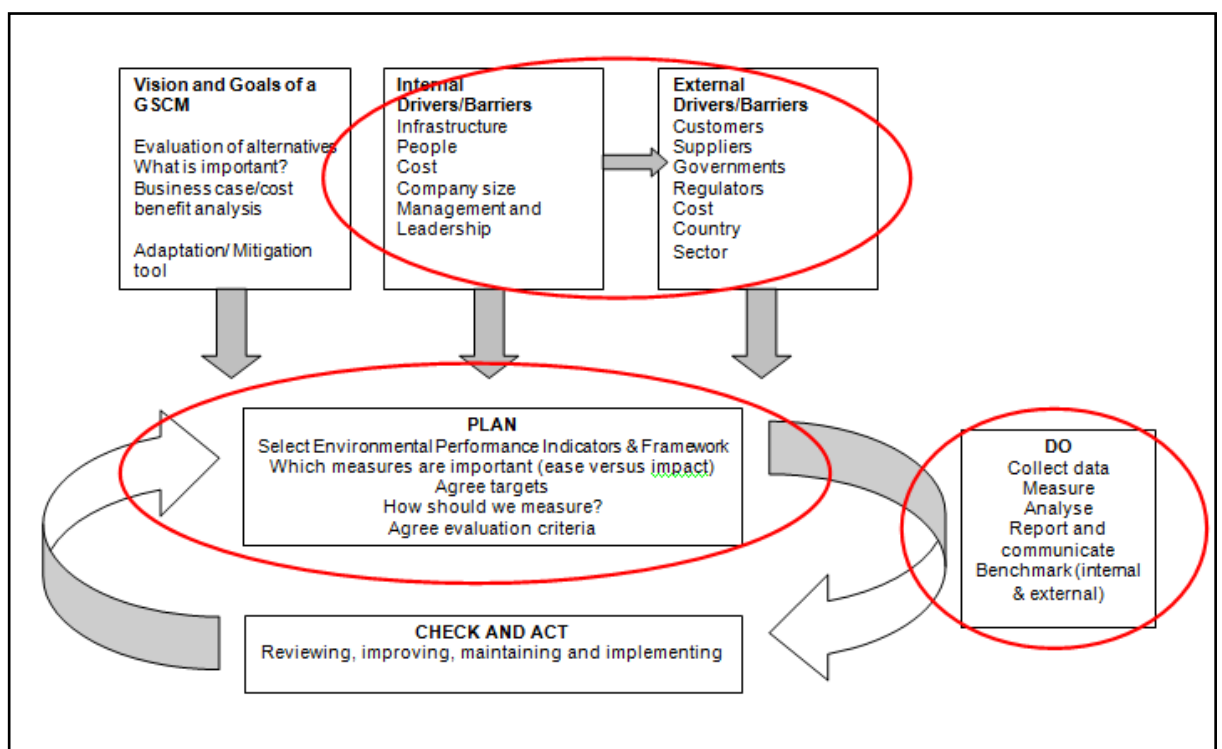 Vision and Goals of a
GSCM
Evaluation of alternatives
What is important?
Business case/cost
benefit analysis
Adaptation/ Mitigation
tool
Internal
Drivers/Barriers
Infrastructure
People
Cost
Company size
Management and
Leadership
External
Drivers/Barriers
Customers
Suppliers
Governments
Regulators
Cost
Country
Sector
PLAN
Select Environmental Performance Indicators & Framework
Which measures are important (ease versus impact)
Agree targets
How should we measure?
Agree evaluation criteria
DO
Collect data
Measure
Analyse
Report and
communicate
Benchmark (internal
& external)
CHECK AND ACT
Reviewing, improving, maintaining and implementing